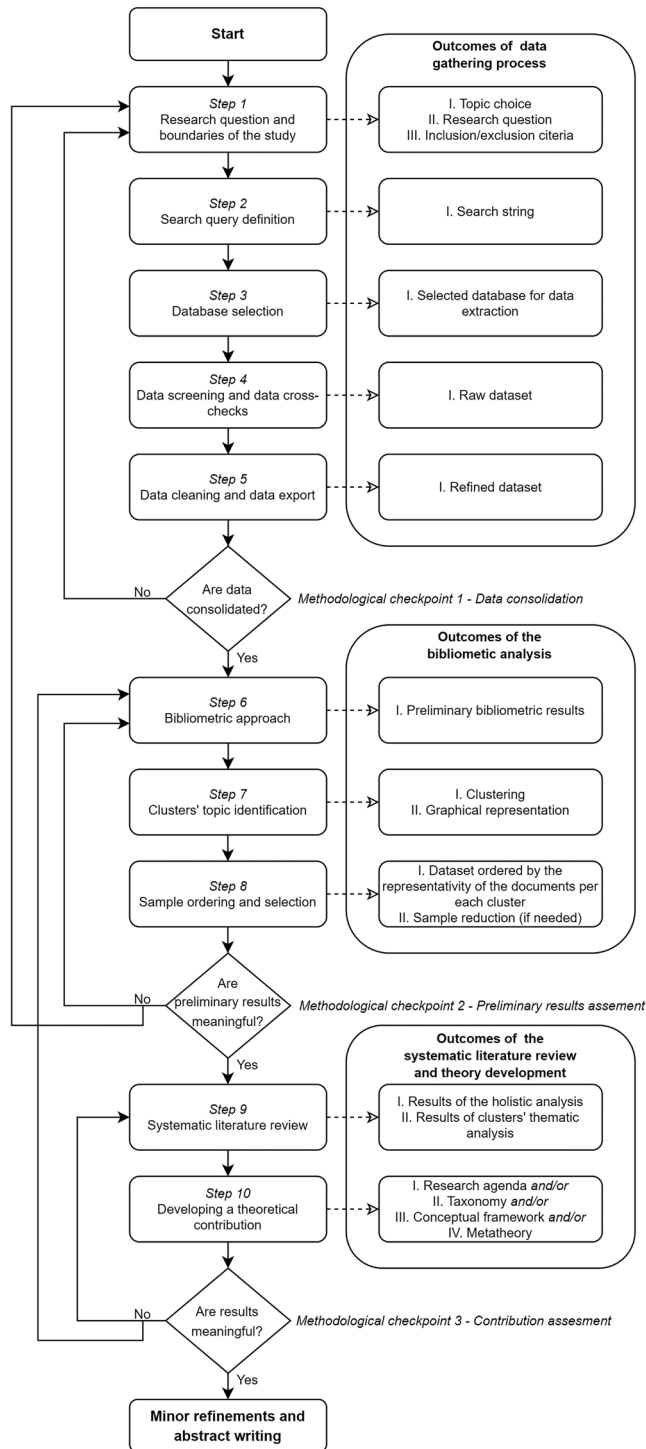 Start
Outcomes of data
gathering process
Step 1
Research question and
boundaries of the study
I. Topic choice
II. Research question
III. Inclusion/exclusion citeria
Step 2
Search query definition
I. Search string
Step 3
Database selection
I. Selected database for data
extraction
Step 4
Data screening and data cross-
checks
I. Raw dataset
Step 5
Data cleaning and data export
I. Refined dataset
No
Are data
consolidated?
Methodological checkpoint 1 - Data consolidation
Yes
Outcomes of the
bibliometic analysis
Step 6
Bibliometric approach
I. Preliminary bibliometric results
Step 7
Clusters' topic identification
I. Clustering
II. Graphical representation
Step 8
Sample ordering and selection
I. Dataset ordered by the
representativity of the documents per
each cluster
II. Sample reduction (if needed)
No
Are
preliminary results
meaningful?
Methodological checkpoint 2 - Preliminary results assement
Yes
Outcomes of the
systematic literature review
and theory development
Step 9
Systematic literature review
I. Results of the holistic analysis
II. Results of clusters' thematic
analysis
Step 10
Developing a theoretical
contribution
I. Research agenda and/or
II. Taxonomy and/or
III. Conceptual framework and/or
IV. Metatheory
No
Are results
meaningful?
Methodological checkpoint 3 - Contribution assesment
Yes
Minor refinements and
abstract writing